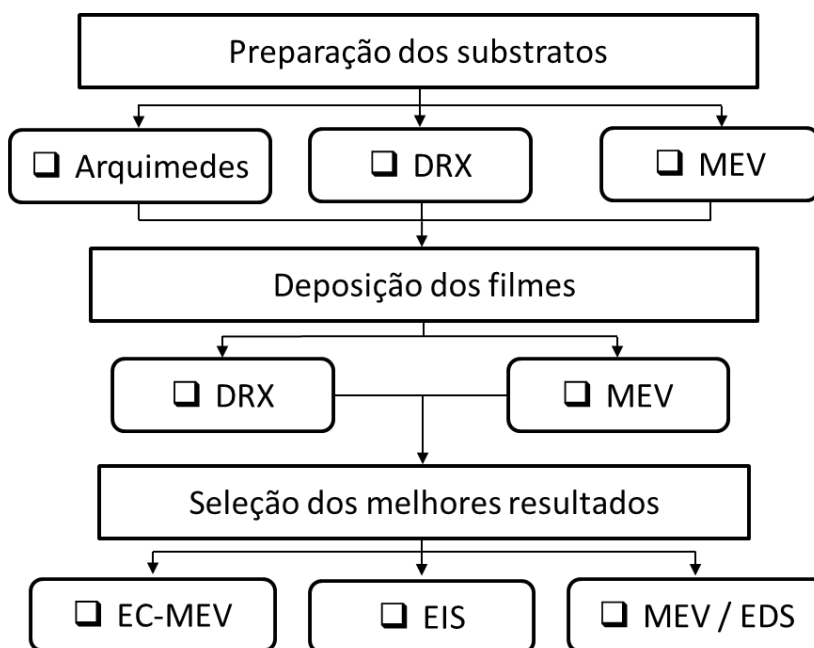 Preparação dos substratos
❑ Arquimedes
❑ DRX
❑ MEV
Deposição dos filmes
❑ DRX
❑ MEV
Seleção dos melhores resultados
❑ EC-MEV
❑ EIS
❑ MEV / EDS